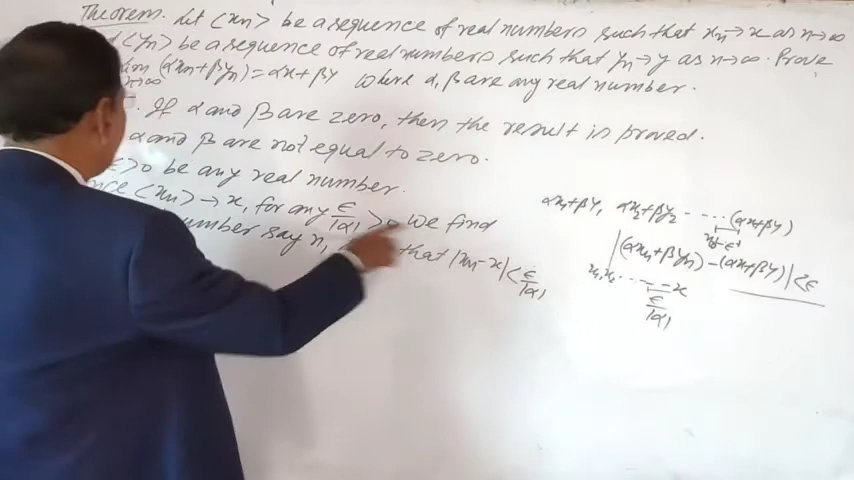 Theorem. Let <xn> be a sequence of real numbers such that xn→x as n→∞
<yn> be a sequence of real numbers such that yn→y as n→∞. Prove
lim n→∞ (αxn+βyn)=αx+βy where α, β are any real number.
If α and β are zero, then the result is proved.
α and β are not equal to zero.
>0 be any real number.
<xn>→x, for any ε/|α|>0 we find
number say n, that |xn-x|<ε/|α|
αx1+βy1 αx2+βy2 ...... (αx+βy)
|(αxn+βyn)-(αx+βy)|<ε
x1,x2 ...... x
ε/|α|